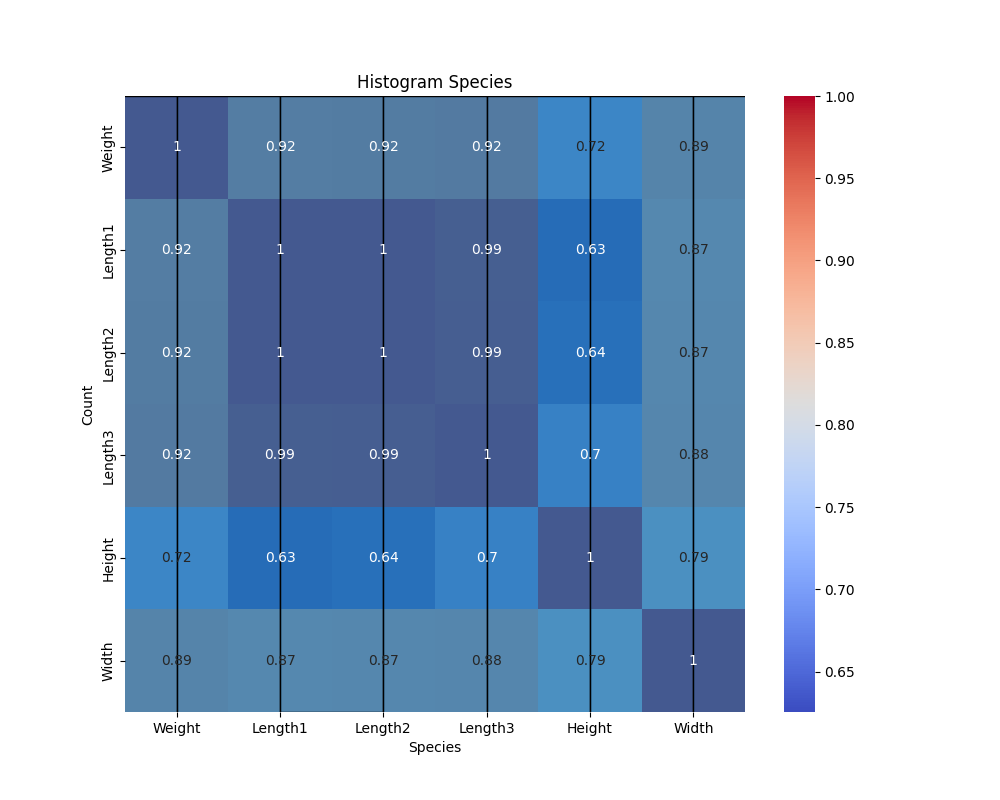 Histogram Species
Weight 1 0.92 0.92 0.92 0.72 0.89
Length1 0.92 1 1 0.99 0.63 0.87
Length2 0.92 1 1 0.99 0.64 0.87
Length3 0.92 0.99 0.99 1 0.7 0.88
Height 0.72 0.63 0.64 0.7 1 0.79
Width 0.89 0.87 0.87 0.88 0.79 1
Count
Weight Length1 Length2 Length3 Height Width
Species
1.00
0.95
0.90
0.85
0.80
0.75
0.70
0.65